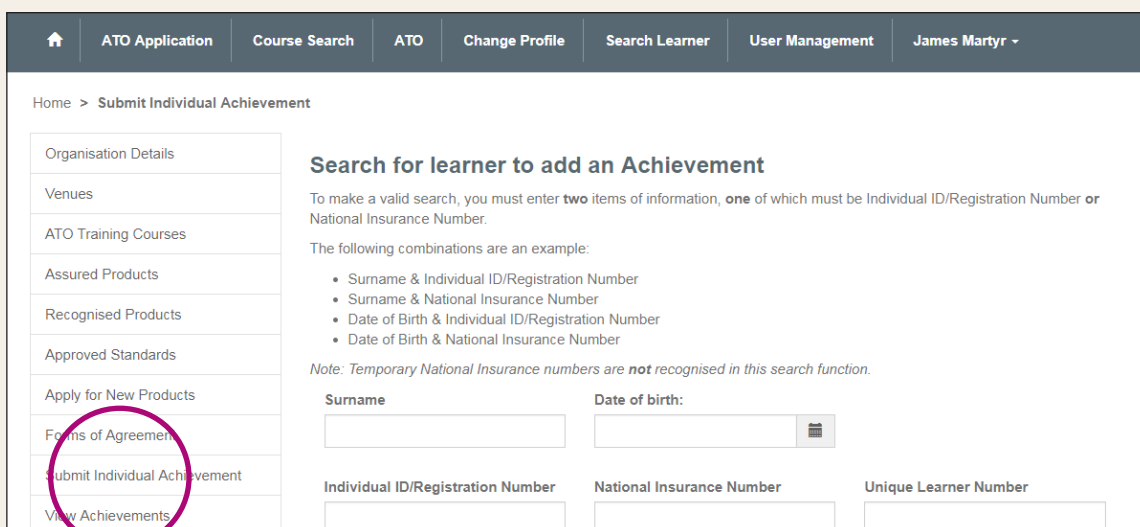 ATO Application Course Search ATO Change Profile Search Learner User Management James Martyr
Home > Submit Individual Achievement
Organisation Details
Venues
ATO Training Courses
Assured Products
Recognised Products
Approved Standards
Apply for New Products
Forms of Agreement
Submit Individual Achievement
View Achievements
Search for learner to add an Achievement
To make a valid search, you must enter two items of information, one of which must be Individual ID/Registration Number or
National Insurance Number.
The following combinations are an example:
• Surname & Individual ID/Registration Number
• Surname & National Insurance Number
• Date of Birth & Individual ID/Registration Number
• Date of Birth & National Insurance Number
Note: Temporary National Insurance numbers are not recognised in this search function.
Surname Date of birth:
Individual ID/Registration Number National Insurance Number Unique Learner Number